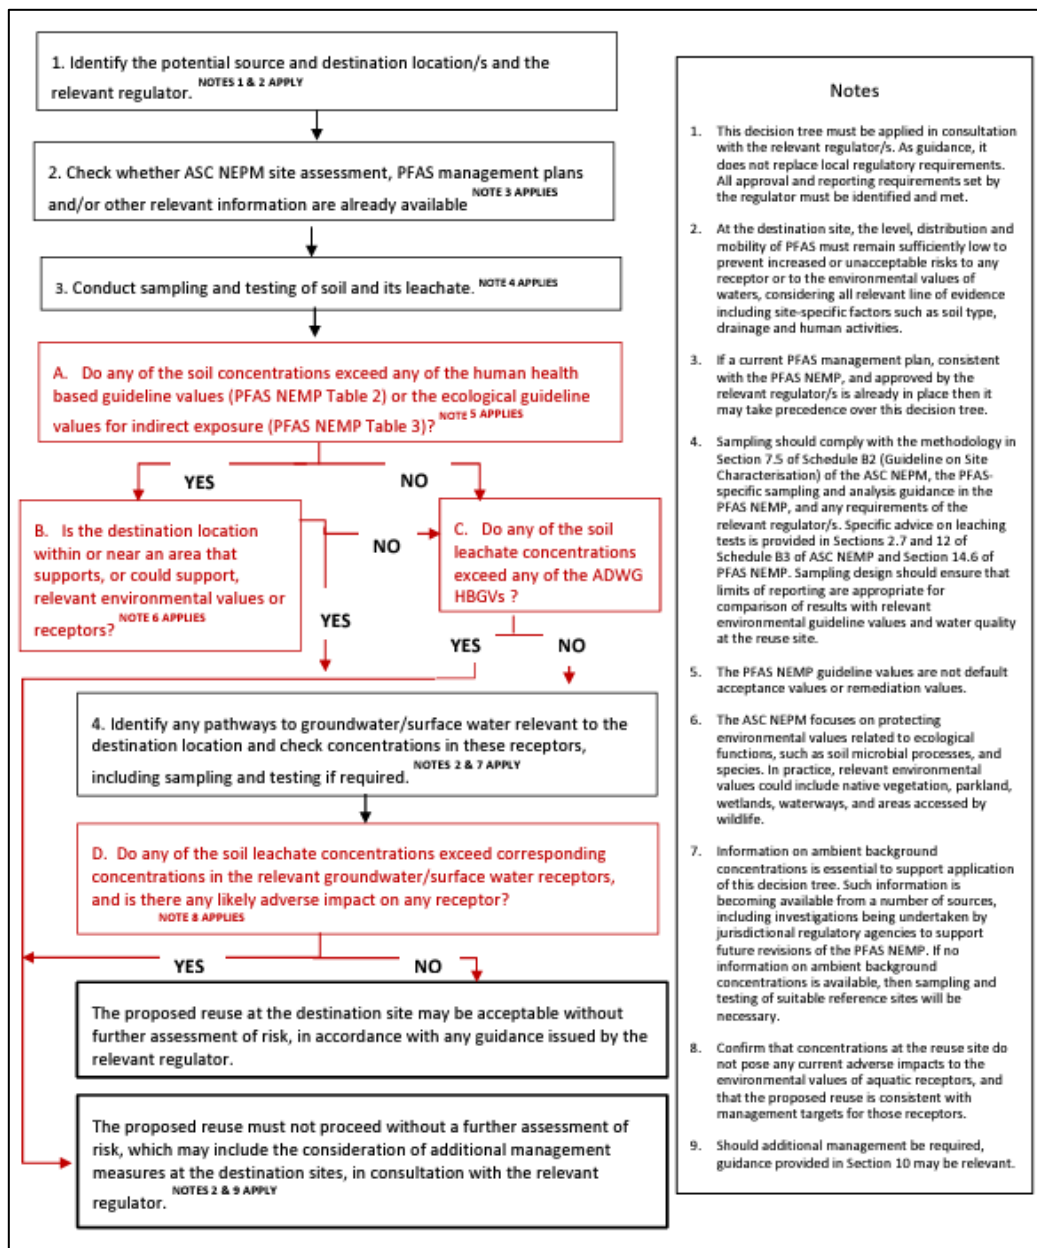 1. Identify the potential source and destination location/s and the
relevant regulator. NOTES 1 & 2 APPLY
2. Check whether ASC NEPM site assessment, PFAS management plans
and/or other relevant information are already available NOTE 3 APPLIES
3. Conduct sampling and testing of soil and its leachate. NOTE 4 APPLIES
A. Do any of the soil concentrations exceed any of the human health
based guideline values (PFAS NEMP Table 2) or the ecological guideline
values for indirect exposure (PFAS NEMP Table 3)? NOTE 5 APPLIES
YES
NO
B. Is the destination location
within or near an area that
supports, or could support,
relevant environmental values or
receptors? NOTE 6 APPLIES
NO
YES
C. Do any of the soil
leachate concentrations
exceed any of the ADWG
HBGVs ?
YES
NO
4. Identify any pathways to groundwater/surface water relevant to the
destination location and check concentrations in these receptors,
including sampling and testing if required. NOTES 2 & 7 APPLY
D. Do any of the soil leachate concentrations exceed corresponding
concentrations in the relevant groundwater/surface water receptors,
and is there any likely adverse impact on any receptor?
NOTE 8 APPLIES
YES
NO
The proposed reuse at the destination site may be acceptable without
further assessment of risk, in accordance with any guidance issued by the
relevant regulator.
The proposed reuse must not proceed without a further assessment of
risk, which may include the consideration of additional management
measures at the destination sites, in consultation with the relevant
regulator. NOTES 2 & 9 APPLY
Notes
1. This decision tree must be applied in consultation
with the relevant regulator/s. As guidance, it
does not replace local regulatory requirements.
All approval and reporting requirements set by
the regulator must be identified and met.
2. At the destination site, the level, distribution and
mobility of PFAS must remain sufficiently low to
prevent increased or unacceptable risks to any
receptor or to the environmental values of
waters, considering all relevant line of evidence
including site-specific factors such as soil type,
drainage and human activities.
3. If a current PFAS management plan, consistent
with the PFAS NEMP, and approved by the
relevant regulator/s is already in place then it
may take precedence over this decision tree.
4. Sampling should comply with the methodology in
Section 7.5 of Schedule B2 (Guideline on Site
Characterisation) of the ASC NEPM, the PFAS-
specific sampling and analysis guidance in the
PFAS NEMP, and any requirements of the
relevant regulator/s. Specific advice on leaching
tests is provided in Sections 2.7 and 12 of
Schedule B3 of ASC NEMP and Section 14.6 of
PFAS NEMP. Sampling design should ensure that
limits of reporting are appropriate for
comparison of results with relevant
environmental guideline values and water quality
at the reuse site.
5. The PFAS NEMP guideline values are not default
acceptance values or remediation values.
6. The ASC NEPM focuses on protecting
environmental values related to ecological
functions, such as soil microbial processes, and
species. In practice, relevant environmental
values could include native vegetation, parkland,
wetlands, waterways, and areas accessed by
wildlife.
7. Information on ambient background
concentrations is essential to support application
of this decision tree. Such information is
becoming available from a number of sources,
including investigations being undertaken by
jurisdictional regulatory agencies to support
future revisions of the PFAS NEMP. If no
information on ambient background
concentrations is available, then sampling and
testing of suitable reference sites will be
necessary.
8. Confirm that concentrations at the reuse site do
not pose any current adverse impacts to the
environmental values of aquatic receptors, and
that the proposed reuse is consistent with
management targets for those receptors.
9. Should additional management be required,
guidance provided in Section 10 may be relevant.